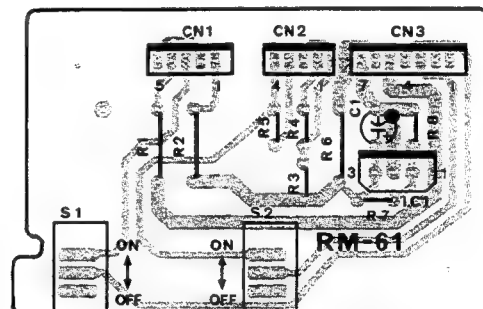 CN1 CN2 CN3
5 1 4 1 7 1
C1
R1 R2 R5 R4 R6 R8
R3
3 1
R7 IC1
S1 S2
RM-61
ON ON
OFF OFF